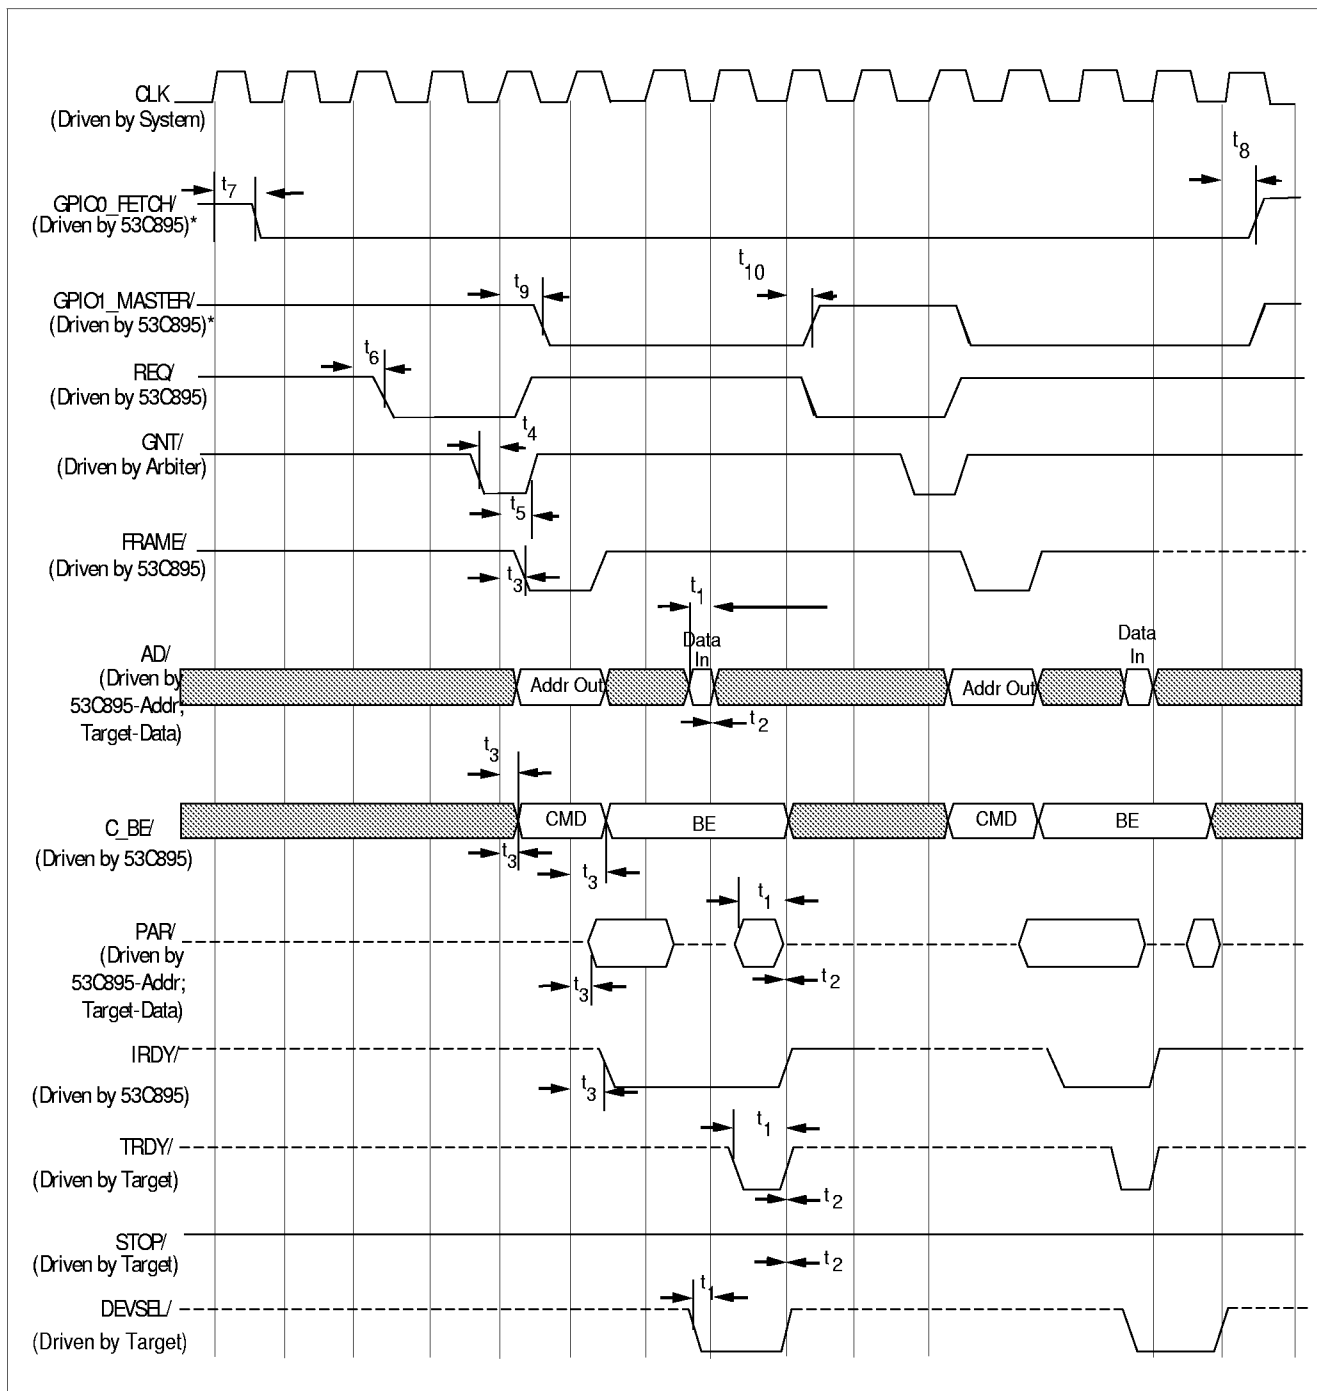 CLK
(Driven by System)
t8
t7
GPIO0_FETCH/
(Driven by 53C895)*
t10
t9
GPIO1_MASTER/
(Driven by 53C895)*
t6
REQ/
(Driven by 53C895)
t4
GNT/
(Driven by Arbiter)
t5
FRAME/
(Driven by 53C895)
t3
t1
Data
In
Data
In
AD/
(Driven by
53C895-Addr;
Target-Data)
Addr Out
Addr Out
t2
t3
C_BE/
(Driven by 53C895)
CMD
BE
CMD
BE
t3
t3
t1
PAR/
(Driven by
53C895-Addr;
Target-Data)
t3
t2
IRDY/
(Driven by 53C895)
t3
t1
TRDY/
(Driven by Target)
t2
STOP/
(Driven by Target)
t2
t1
DEVSEL/
(Driven by Target)